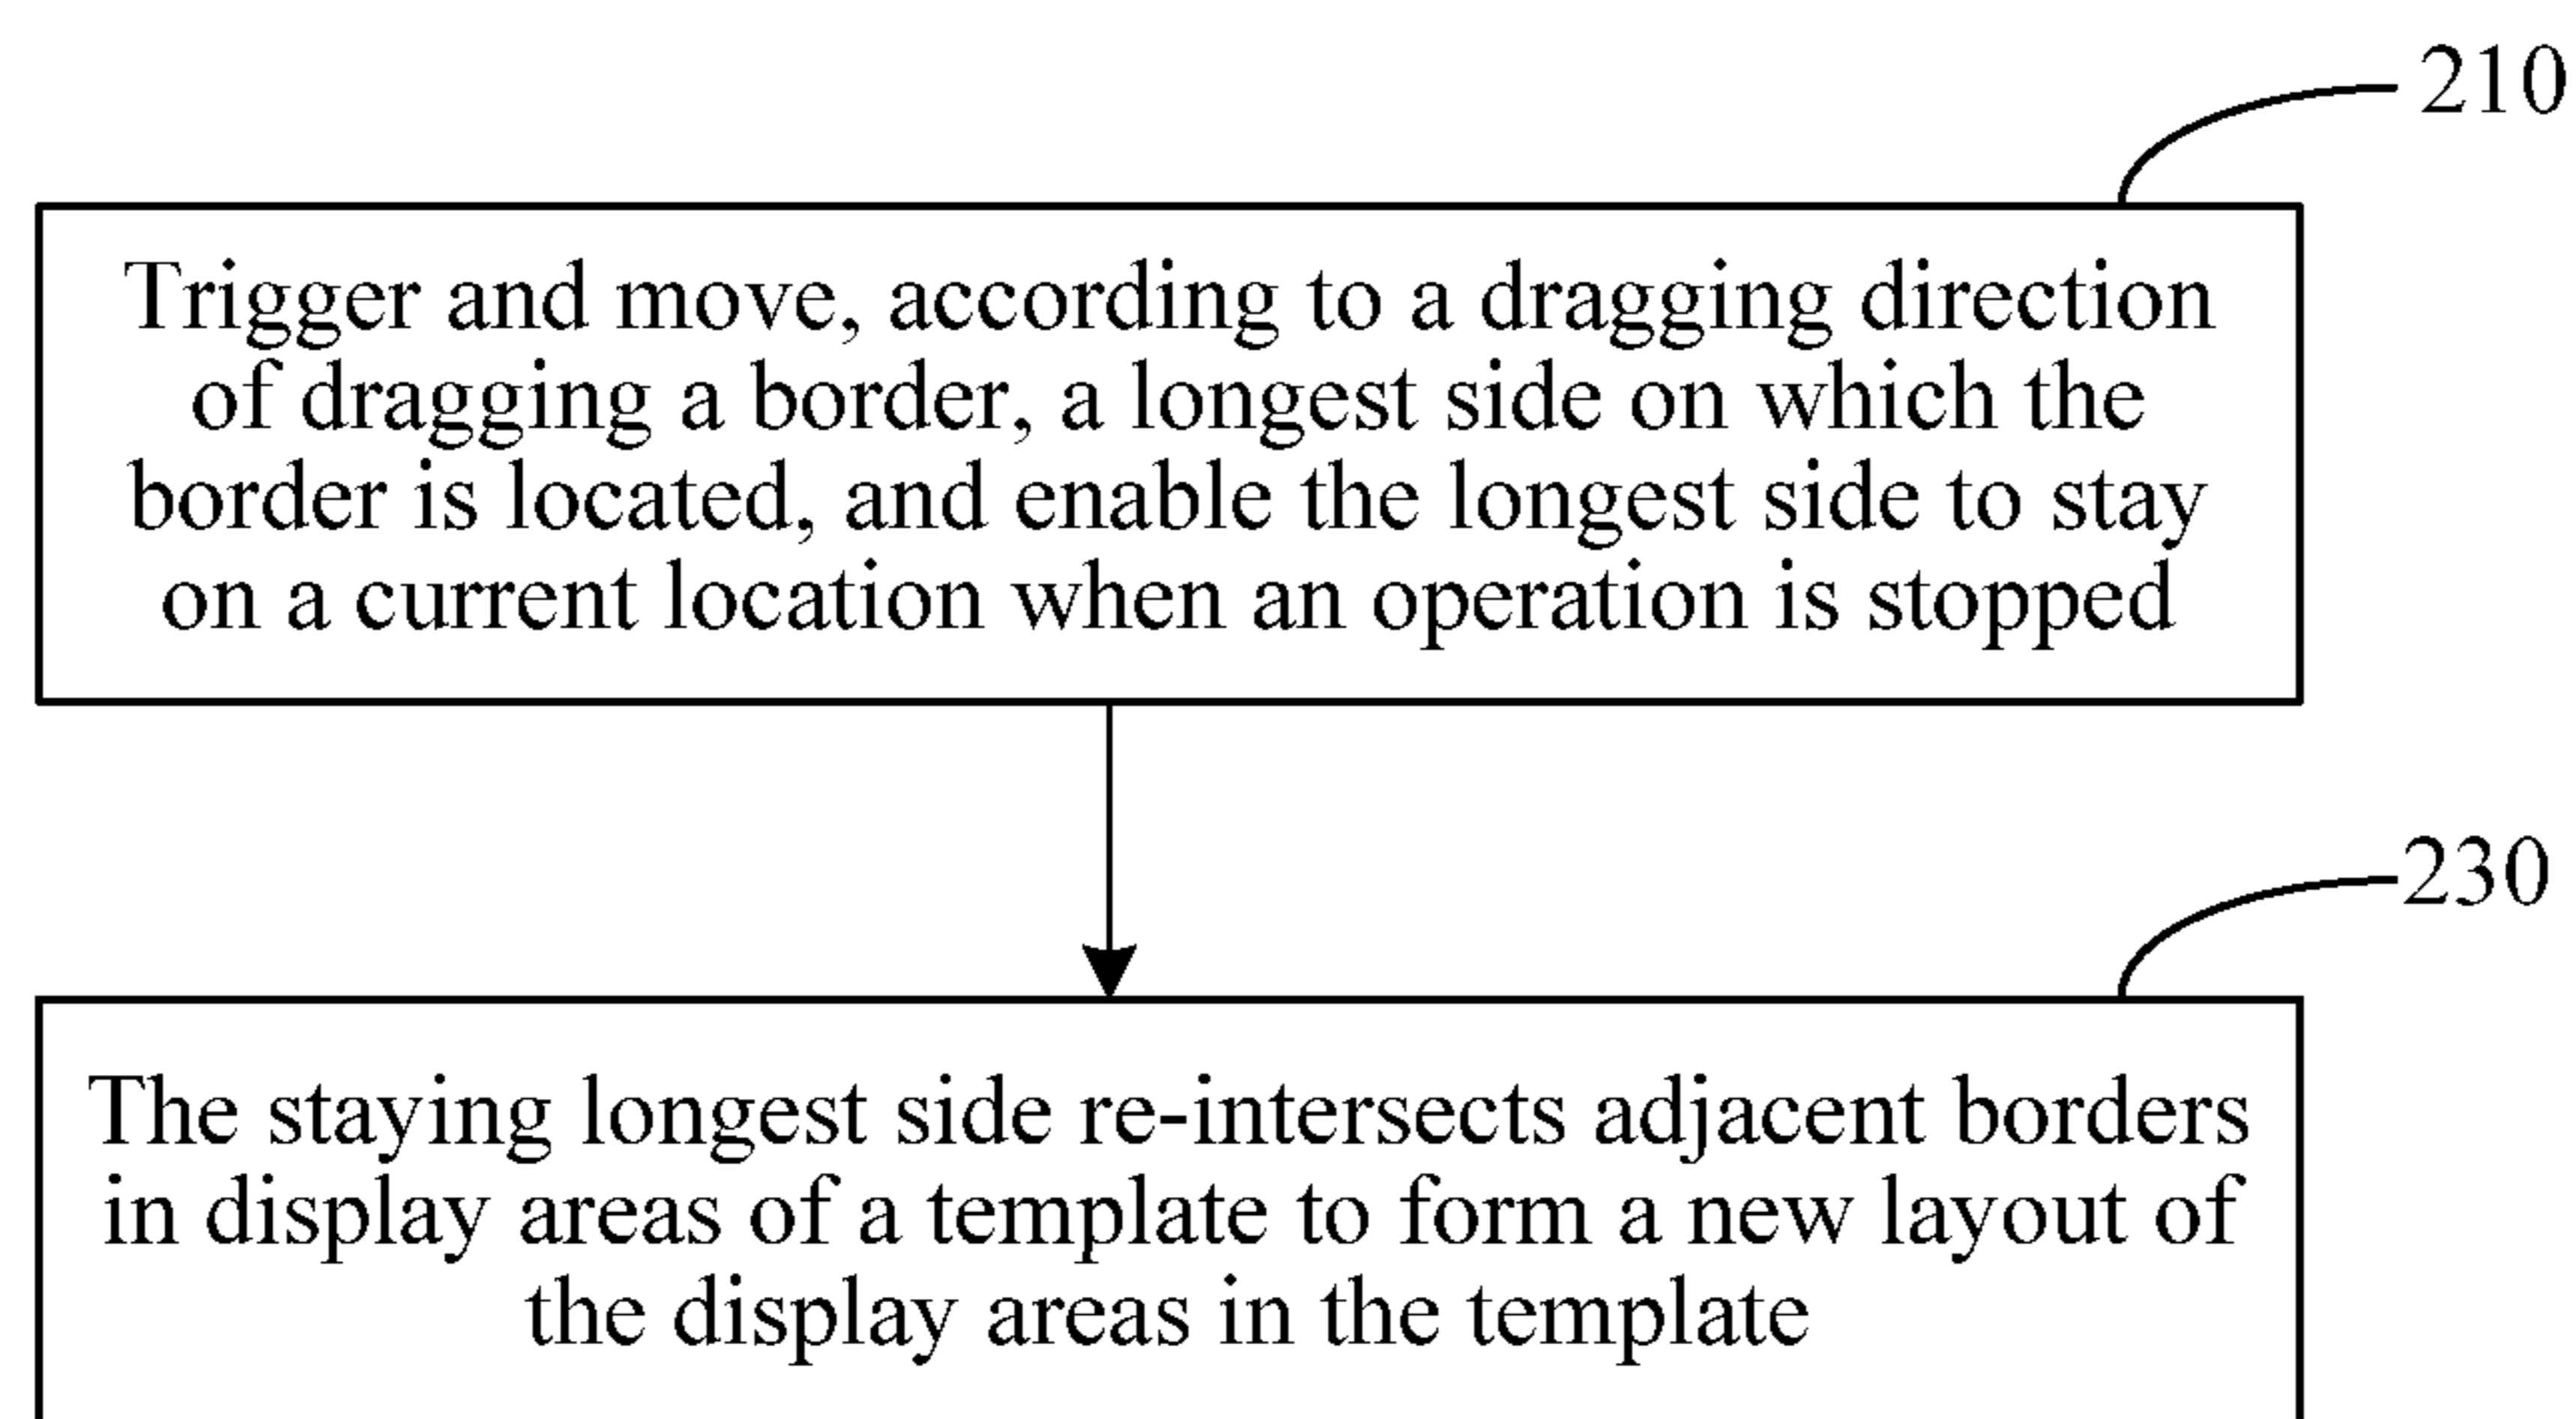 210
Trigger and move, according to a dragging direction
of dragging a border, a longest side on which the
border is located, and enable the longest side to stay
on a current location when an operation is stopped
230
The staying longest side re-intersects adjacent borders
in display areas of a template to form a new layout of
the display areas in the template